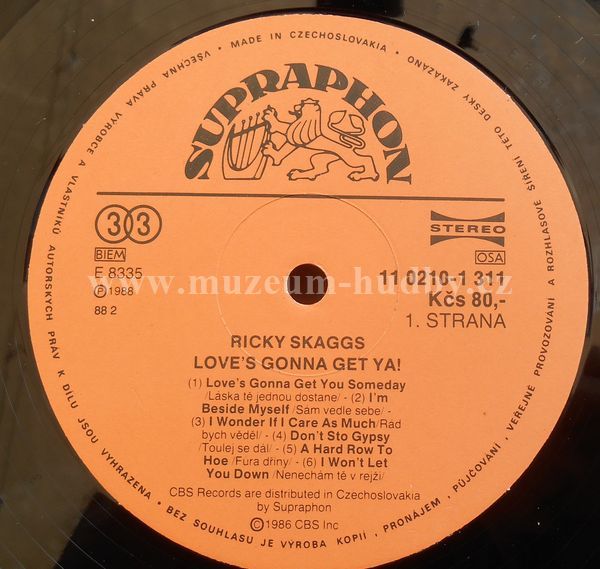 VŠECHNA PRÁVA VÝROBCE A VLASTNÍKŮ AUTORSKÝCH PRÁV K DÍLU JSOU VYHRAZENA • BEZ SOUHLASU JE VÝROBA KOPIÍ, PRONÁJEM, PŮJČOVÁNÍ, VEŘEJNÉ PROVOZOVÁNÍ A ROZHLASOVÉ ŠÍŘENÍ TÉTO DESKY ZAKÁZÁNO • MADE IN CZECHOSLOVAKIA •
SUPRAPHON
33
STEREO
BIEM
OSA
E 8335
11 0210-1 311
Ⓟ 1988
Kčs 80,-
88 2
1. STRANA
www.muzeum-hudby.cz
RICKY SKAGGS
LOVE'S GONNA GET YA!
(1) Love's Gonna Get You Someday
/Láska tě jednou dostane/ - (2) I'm
Beside Myself /Sám vedle sebe/ -
(3) I Wonder If I Care As Much /Rád
bych věděl/ - (4) Don't Sto Gypsy
/Toulej se dál/ - (5) A Hard Row To
Hoe /Fura dřiny/ - (6) I Won't Let
You Down /Nenechám tě v rejži/
CBS Records are distributed in Czechoslovakia
by Supraphon
©1986 CBS Inc